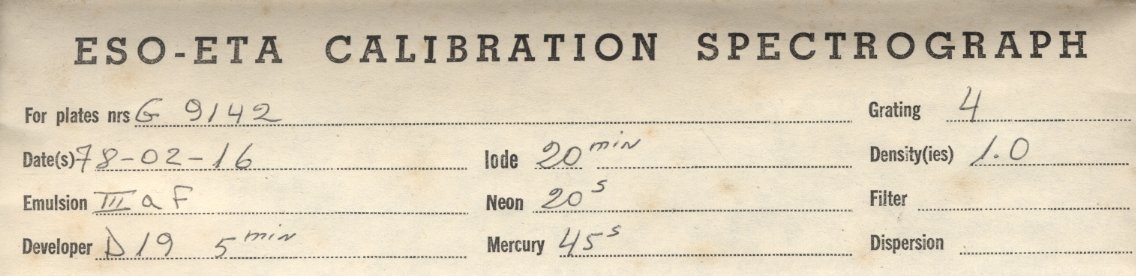 ESO-ETA CALIBRATION SPECTROGRAPH
For plates nrs G 9142 Grating 4
Date(s) 78-02-16 Iode 20 min Density(ies) 1.0
Emulsion III a F Neon 20 s Filter
Developer D19 5 min Mercury 45 s Dispersion